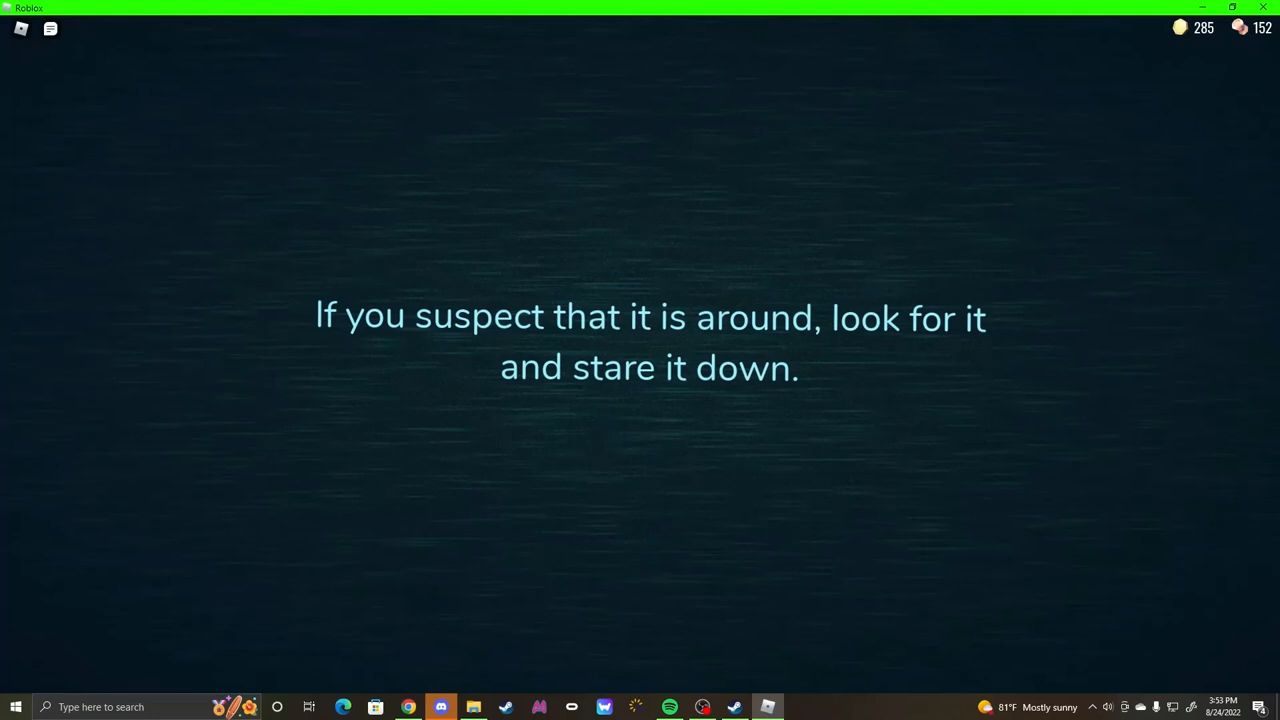 Roblox
285
152
If you suspect that it is around, look for it
and stare it down.
Type here to search
81°F Mostly sunny
3:53 PM
8/24/2022
4